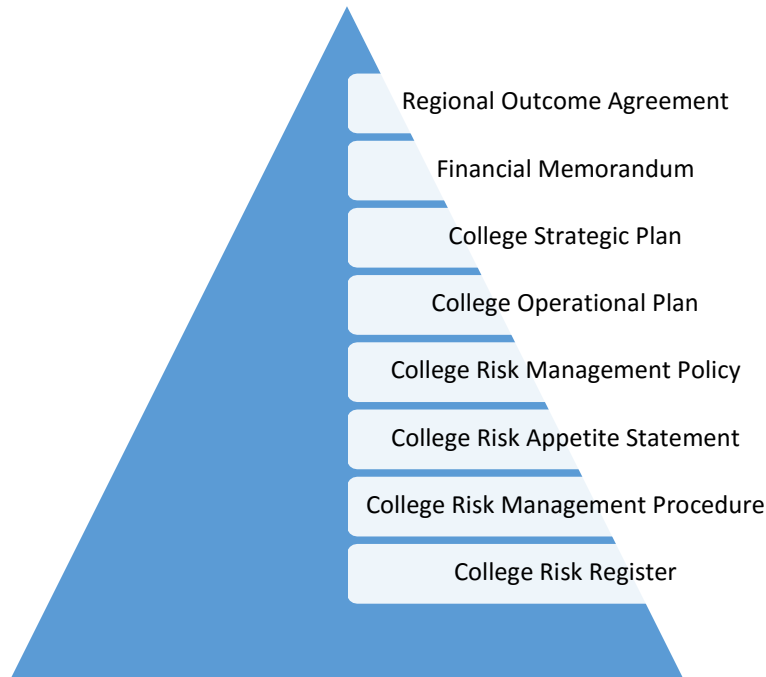 Regional Outcome Agreement
Financial Memorandum
College Strategic Plan
College Operational Plan
College Risk Management Policy
College Risk Appetite Statement
College Risk Management Procedure
College Risk Register